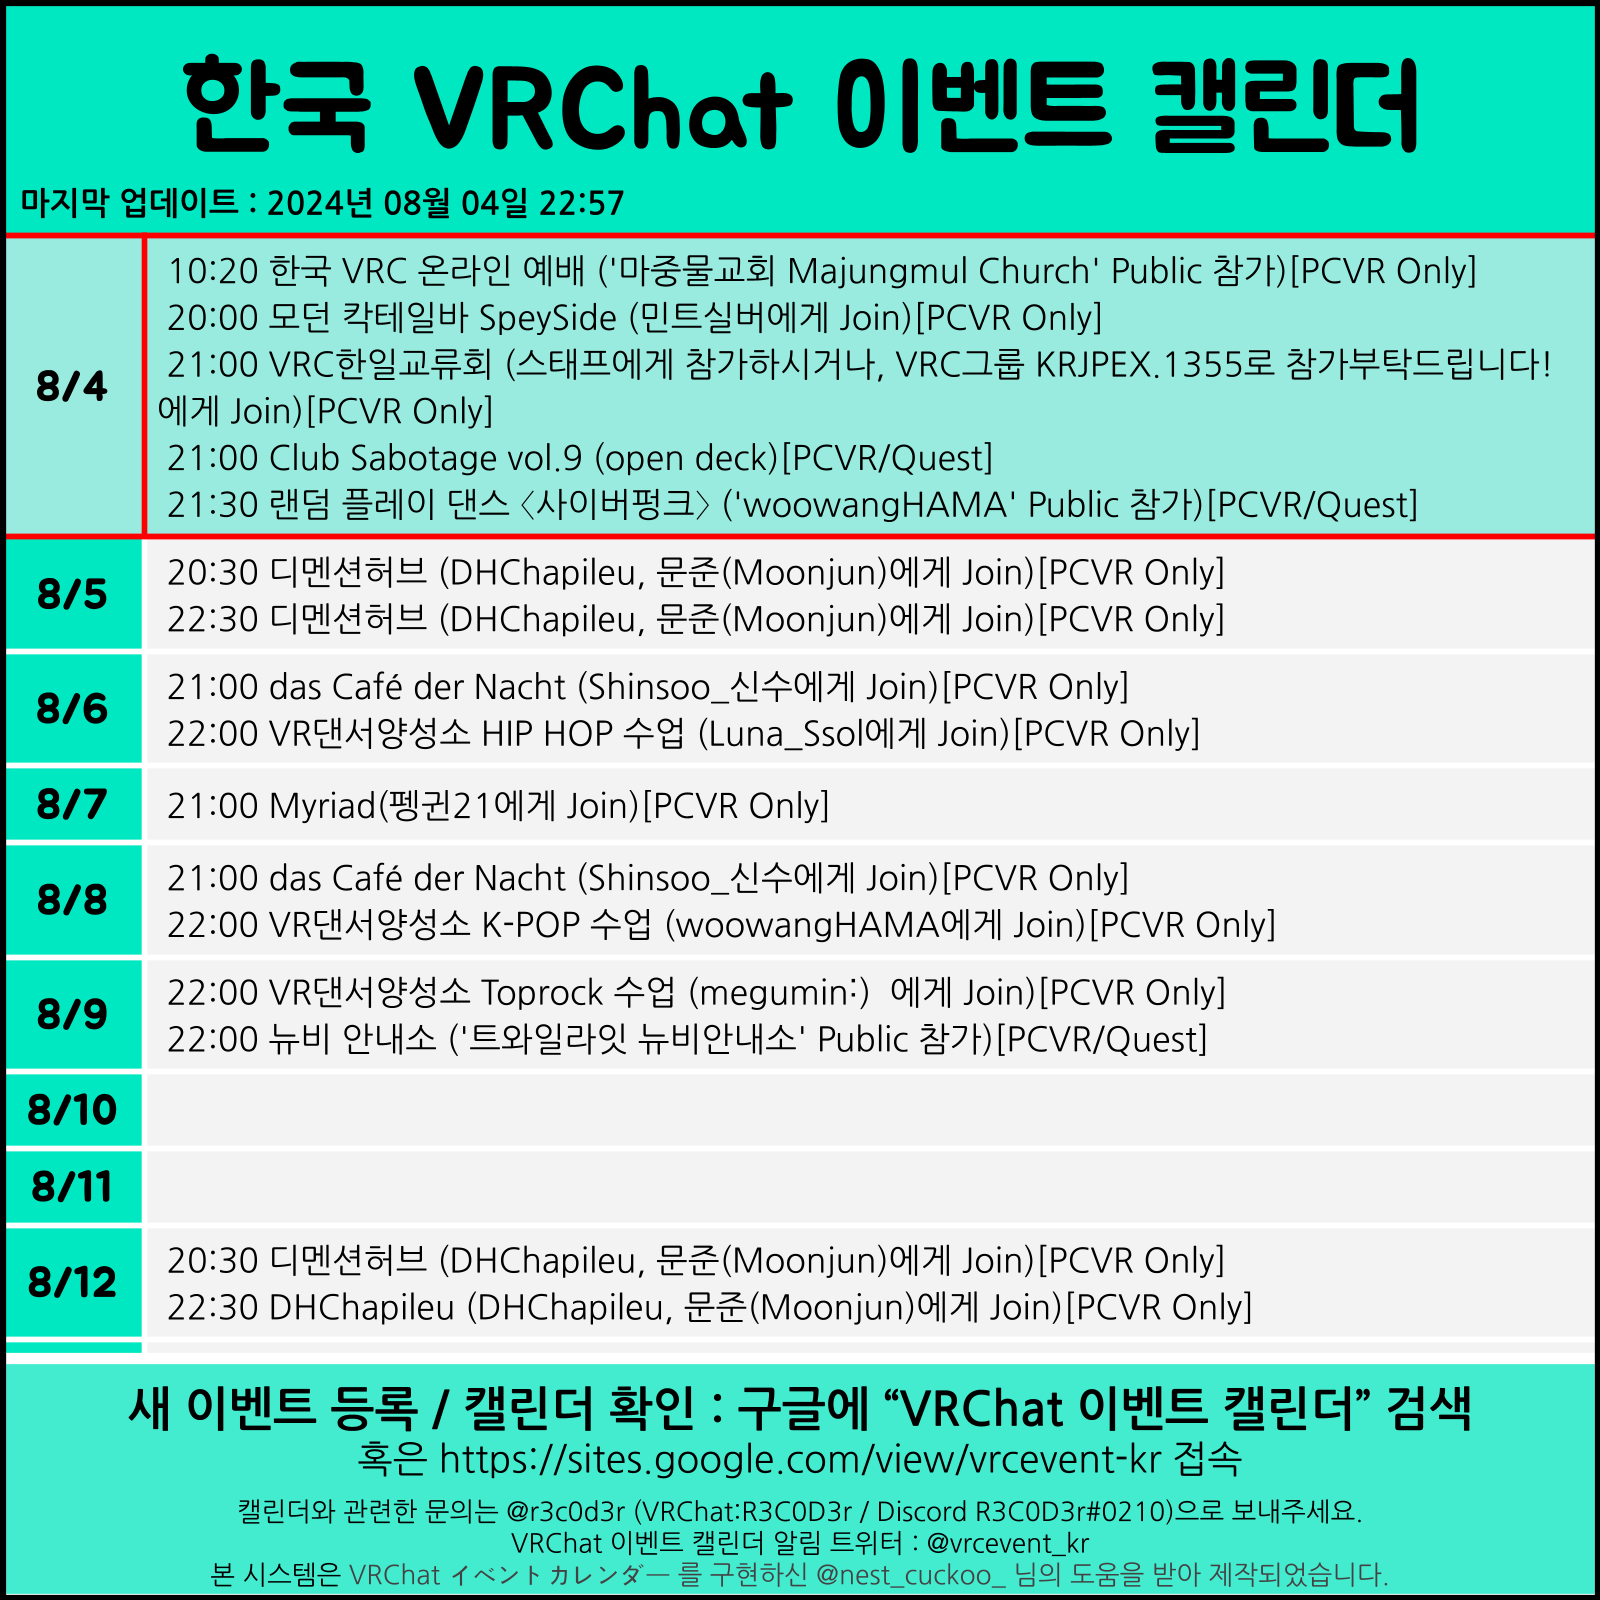 한국 VRChat 이벤트 캘린더
마지막 업데이트 : 2024년 08월 04일 22:57
8/4
10:20 한국 VRC 온라인 예배 ('마중물교회 Majungmul Church' Public 참가)[PCVR Only]
20:00 모던 칵테일바 SpeySide (민트실버에게 Join)[PCVR Only]
21:00 VRC한일교류회 (스태프에게 참가하시거나, VRC그룹 KRJPEX.1355로 참가부탁드립니다!
에게 Join)[PCVR Only]
21:00 Club Sabotage vol.9 (open deck)[PCVR/Quest]
21:30 랜덤 플레이 댄스 〈사이버펑크〉 ('woowangHAMA' Public 참가)[PCVR/Quest]
8/5
20:30 디멘션허브 (DHChapileu, 문준(Moonjun)에게 Join)[PCVR Only]
22:30 디멘션허브 (DHChapileu, 문준(Moonjun)에게 Join)[PCVR Only]
8/6
21:00 das Café der Nacht (Shinsoo_신수에게 Join)[PCVR Only]
22:00 VR댄서양성소 HIP HOP 수업 (Luna_Ssol에게 Join)[PCVR Only]
8/7
21:00 Myriad(펭귄21에게 Join)[PCVR Only]
8/8
21:00 das Café der Nacht (Shinsoo_신수에게 Join)[PCVR Only]
22:00 VR댄서양성소 K-POP 수업 (woowangHAMA에게 Join)[PCVR Only]
8/9
22:00 VR댄서양성소 Toprock 수업 (megumin:)  에게 Join)[PCVR Only]
22:00 뉴비 안내소 ('트와일라잇 뉴비안내소' Public 참가)[PCVR/Quest]
8/10
8/11
8/12
20:30 디멘션허브 (DHChapileu, 문준(Moonjun)에게 Join)[PCVR Only]
22:30 DHChapileu (DHChapileu, 문준(Moonjun)에게 Join)[PCVR Only]
새 이벤트 등록 / 캘린더 확인 : 구글에 “VRChat 이벤트 캘린더” 검색
혹은 https://sites.google.com/view/vrcevent-kr 접속
캘린더와 관련한 문의는 @r3c0d3r (VRChat:R3C0D3r / Discord R3C0D3r#0210)으로 보내주세요.
VRChat 이벤트 캘린더 알림 트위터 : @vrcevent_kr
본 시스템은 VRChat イベントカレンダー 를 구현하신 @nest_cuckoo_ 님의 도움을 받아 제작되었습니다.